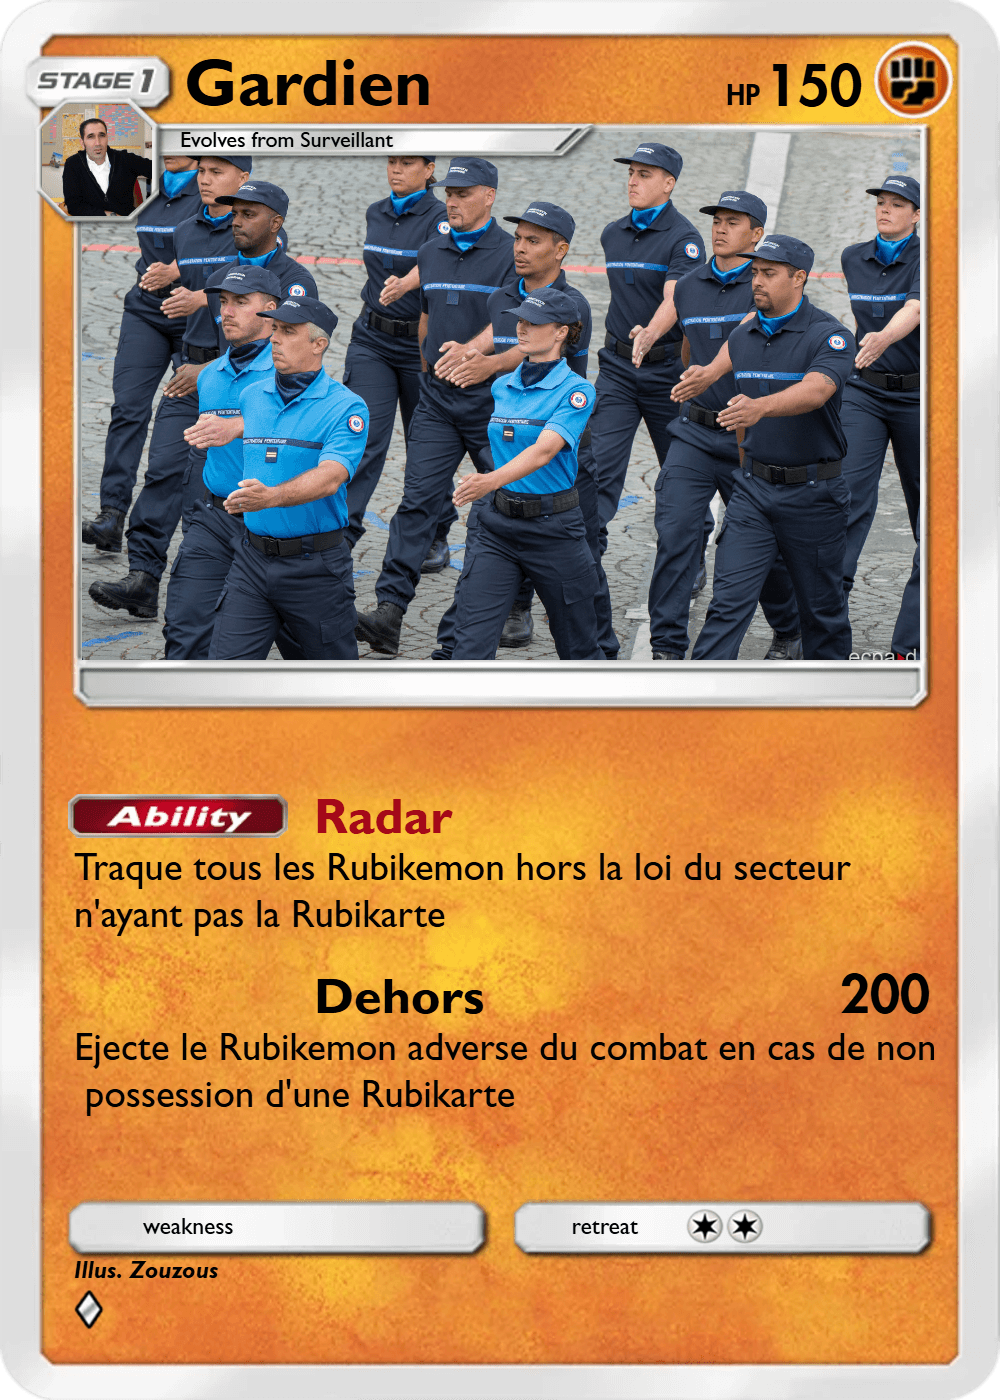 STAGE 1
Gardien
HP 150
Evolves from Surveillant
ecpa d
Ability Radar
Traque tous les Rubikemon hors la loi du secteur
n'ayant pas la Rubikarte
Dehors 200
Ejecte le Rubikemon adverse du combat en cas de non
possession d'une Rubikarte
weakness
retreat
Illus. Zouzous